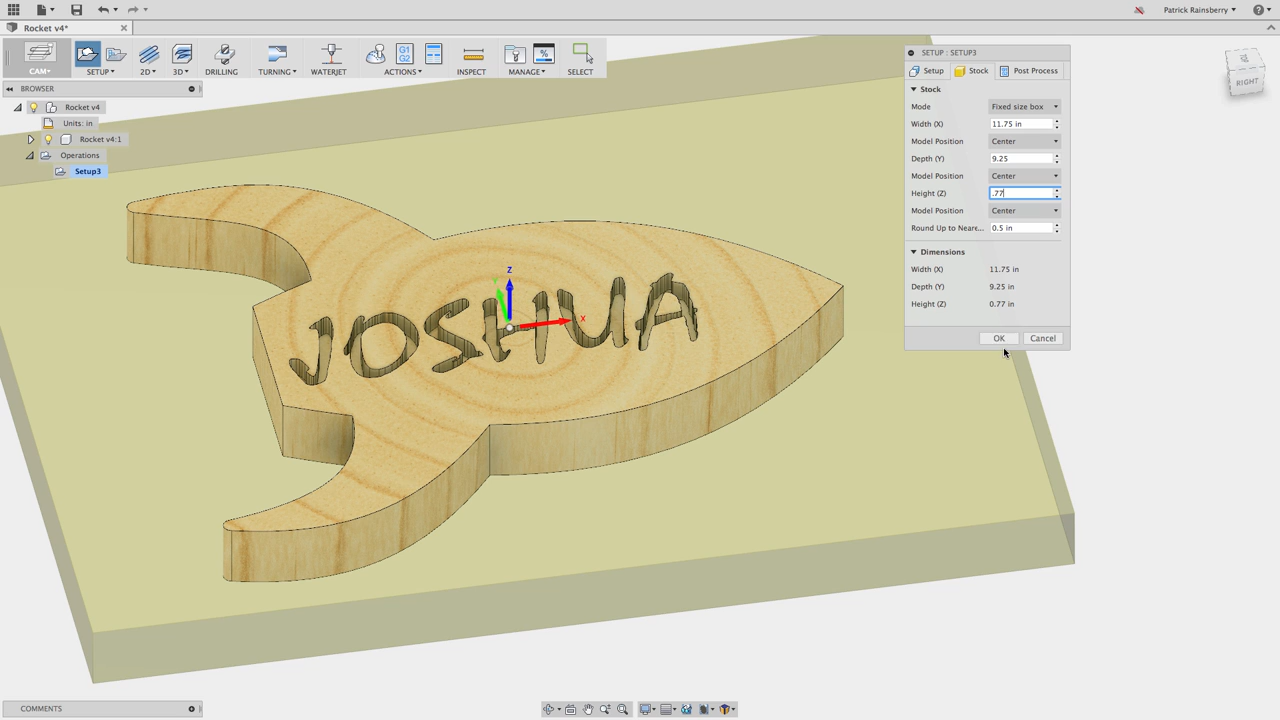 Patrick Rainsberry
Rocket v4*
CAM
SETUP
2D
3D
DRILLING
TURNING
WATERJET
G1
G2
ACTIONS
INSPECT
%
MANAGE
SELECT
BROWSER
Rocket v4
Units: in
Rocket v4:1
Operations
Setup3
JOSHUA
Z
X
RIGHT
SETUP : SETUP3
Setup Stock Post Process
Stock
Mode Fixed size box
Width (X) 11.75 in
Model Position Center
Depth (Y) 9.25
Model Position Center
Height (Z) .77
Model Position Center
Round Up to Neare... 0.5 in
Dimensions
Width (X) 11.75 in
Depth (Y) 9.25 in
Height (Z) 0.77 in
OK Cancel
COMMENTS